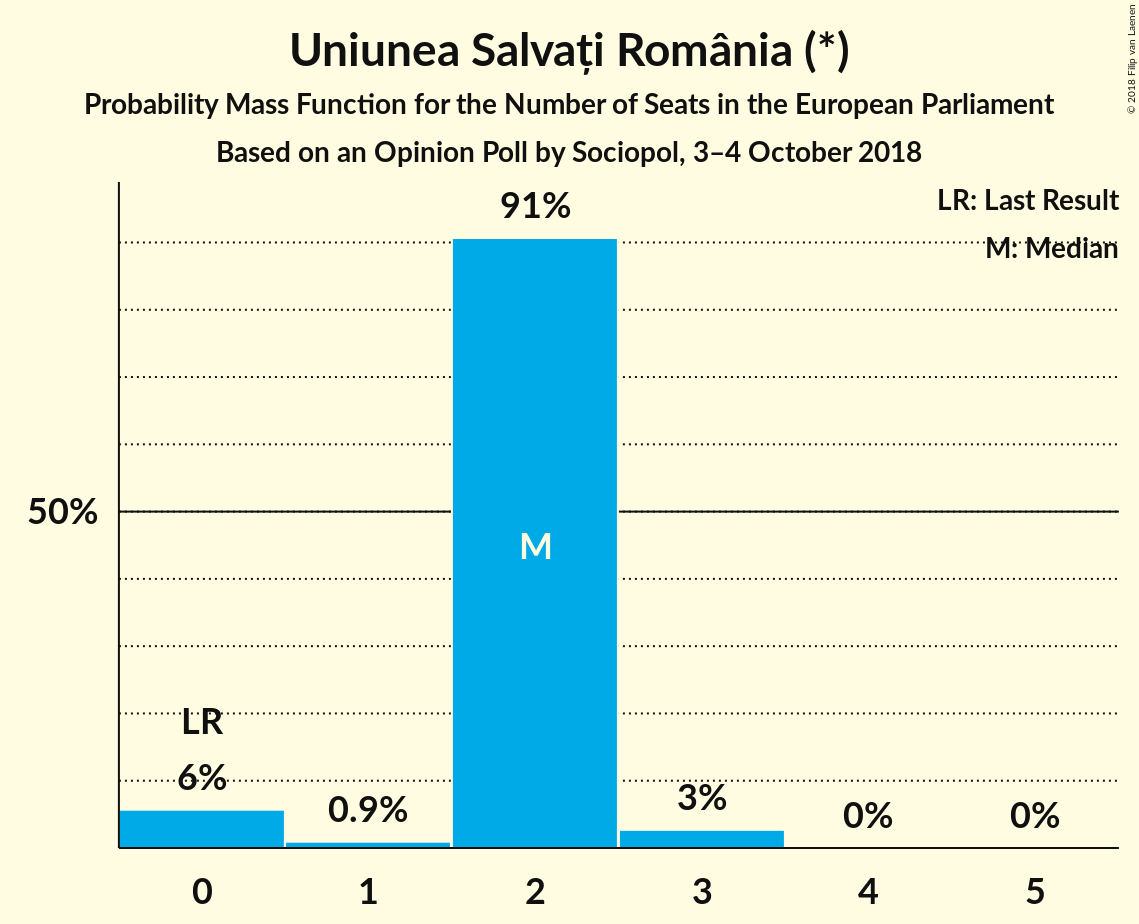 Uniunea Salvați România (*)
Probability Mass Function for the Number of Seats in the European Parliament
Based on an Opinion Poll by Sociopol, 3–4 October 2018
© 2018 Filip van Laenen
LR: Last Result
M: Median
91%
50%
M
LR
6%
0.9%
3%
0%
0%
0 1 2 3 4 5